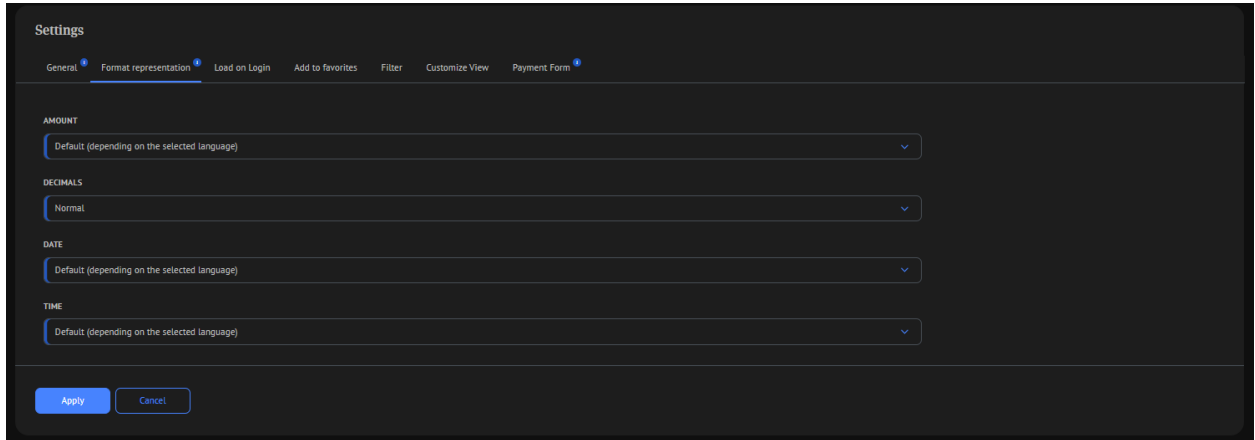 Settings
General Format representation Load on Login Add to favorites Filter Customize View Payment Form
AMOUNT
Default (depending on the selected language)
DECIMALS
Normal
DATE
Default (depending on the selected language)
TIME
Default (depending on the selected language)
Apply Cancel